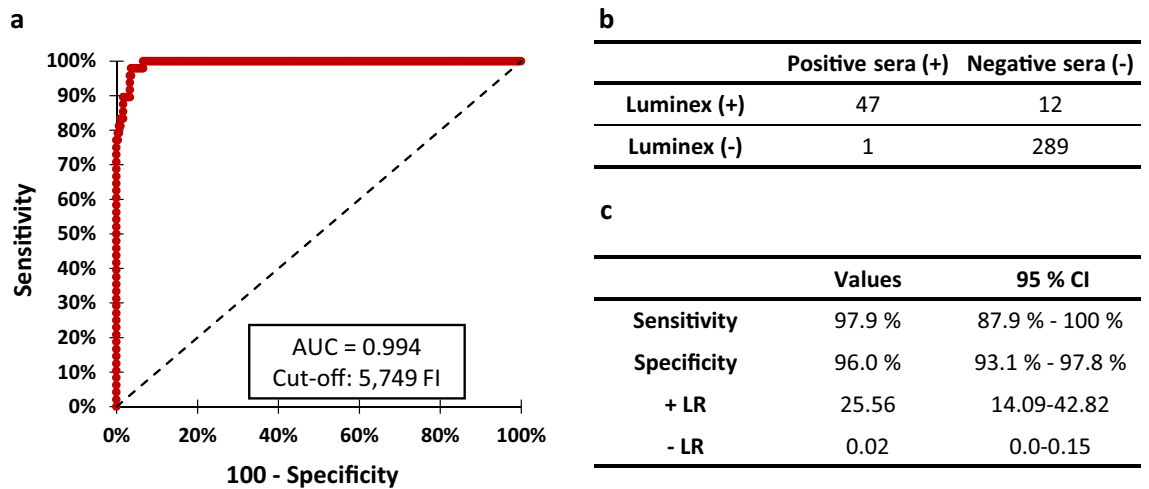 a
100%
90%
80%
70%
60%
50%
40%
30%
20%
10%
0%
Sensitivity
AUC = 0.994
Cut-off: 5,749 FI
0% 20% 40% 60% 80% 100%
100 - Specificity
b
Positive sera (+) Negative sera (-)
Luminex (+) 47 12
Luminex (-) 1 289
c
Values 95 % CI
Sensitivity 97.9 % 87.9 % - 100 %
Specificity 96.0 % 93.1 % - 97.8 %
+ LR 25.56 14.09-42.82
- LR 0.02 0.0-0.15